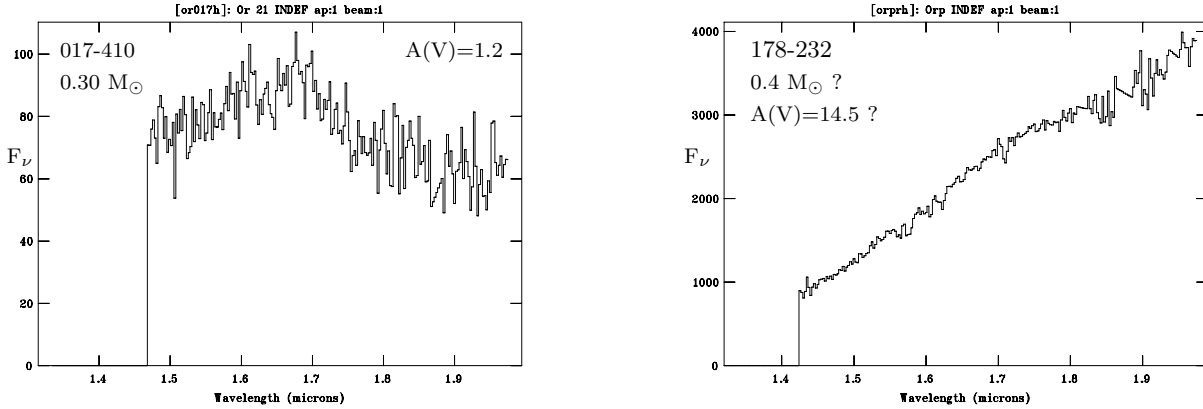 [or017h]: Or 21 INDEF ap:1 beam:1
017-410
A(V)=1.2
0.30 M☉
Fν
100
80
60
40
20
0
1.4 1.5 1.6 1.7 1.8 1.9
Wavelength (microns)
[orprh]: Orp INDEF ap:1 beam:1
178-232
0.4 M☉ ?
A(V)=14.5 ?
Fν
4000
3000
2000
1000
0
1.4 1.5 1.6 1.7 1.8 1.9
Wavelength (microns)